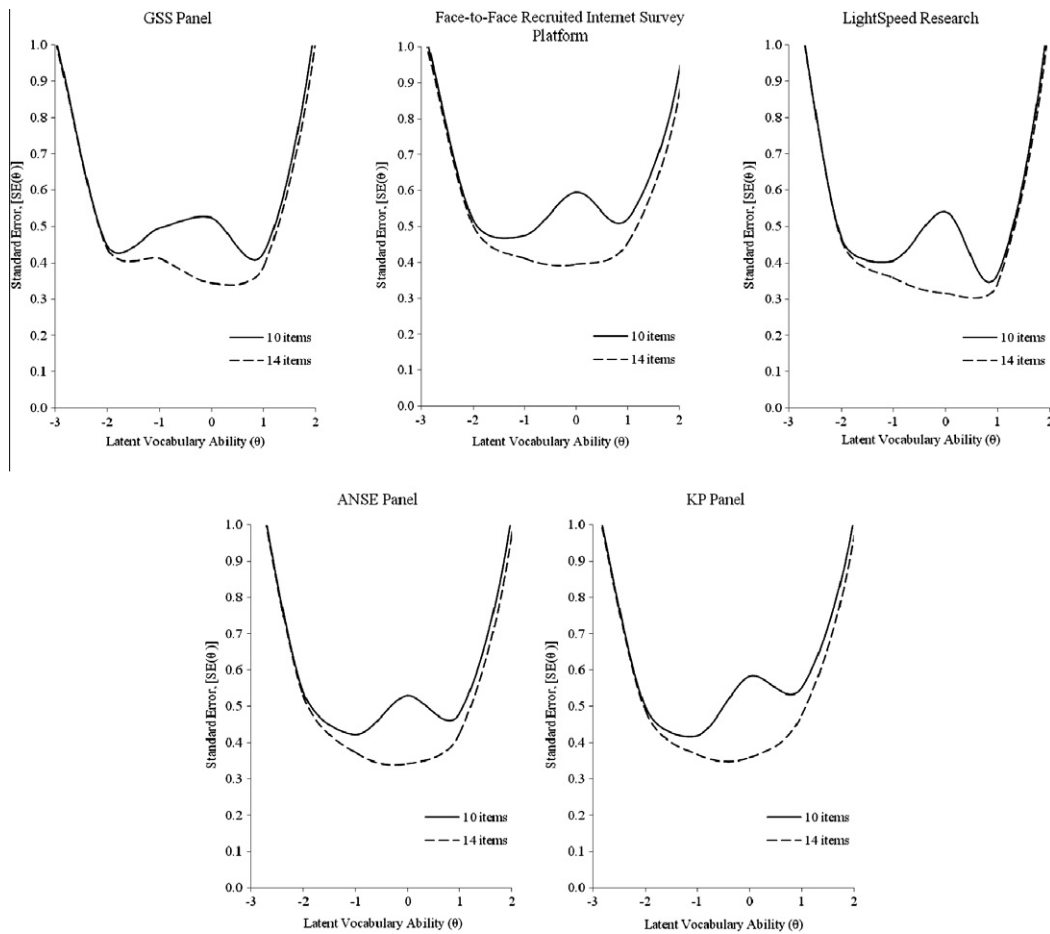 GSS Panel
1.0
0.9
0.8
0.7
0.6
0.5
0.4
0.3
0.2
0.1
0.0
Standard Error, [SE(θ)]
10 items
14 items
-3 -2 -1 0 1 2
Latent Vocabulary Ability (θ)
Face-to-Face Recruited Internet Survey
Platform
1.0
0.9
0.8
0.7
0.6
0.5
0.4
0.3
0.2
0.1
0.0
Standard Error, [SE(θ)]
10 items
14 items
-3 -2 -1 0 1 2
Latent Vocabulary Ability (θ)
LightSpeed Research
1.0
0.9
0.8
0.7
0.6
0.5
0.4
0.3
0.2
0.1
0.0
Standard Error, [SE(θ)]
10 items
14 items
-3 -2 -1 0 1 2
Latent Vocabulary Ability (θ)
ANSE Panel
1.0
0.9
0.8
0.7
0.6
0.5
0.4
0.3
0.2
0.1
0.0
Standard Error, [SE(θ)]
10 items
14 items
-3 -2 -1 0 1 2
Latent Vocabulary Ability (θ)
KP Panel
1.0
0.9
0.8
0.7
0.6
0.5
0.4
0.3
0.2
0.1
0.0
Standard Error, [SE(θ)]
10 items
14 items
-3 -2 -1 0 1 2
Latent Vocabulary Ability (θ)